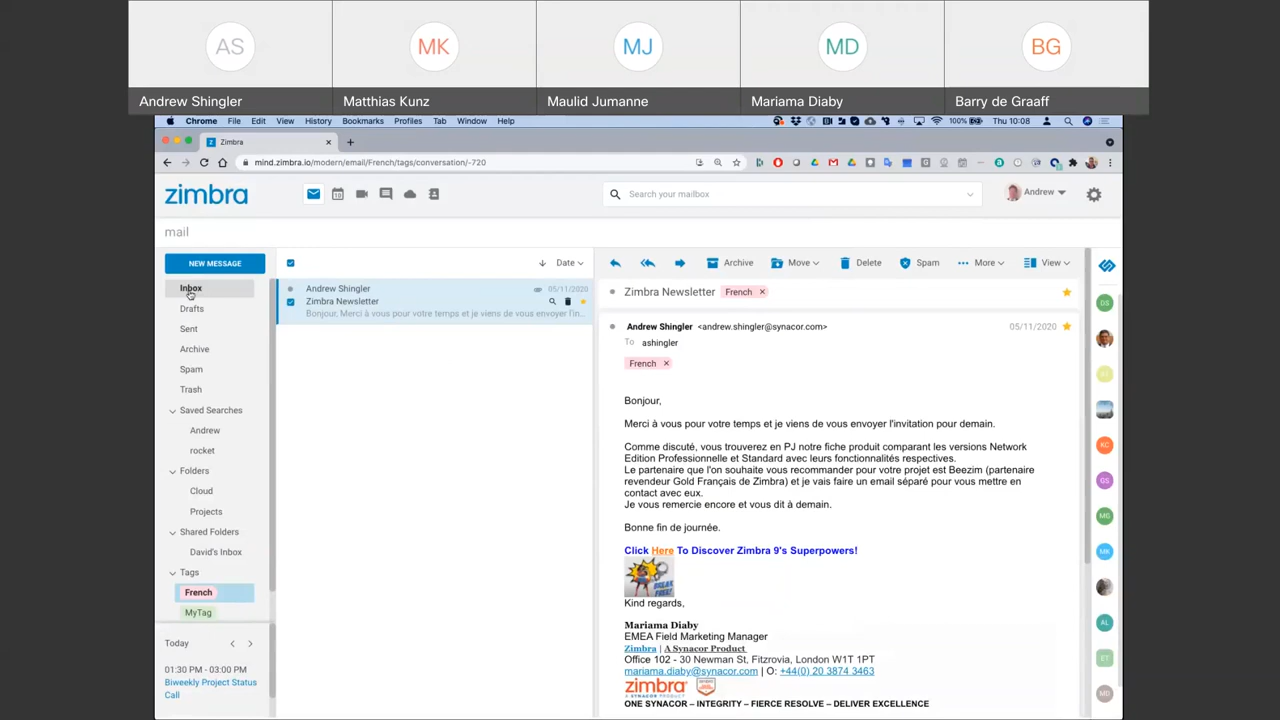 AS MK MJ MD BG
Andrew Shingler Matthias Kunz Maulid Jumanne Mariama Diaby Barry de Graaff
Chrome File Edit View History Bookmarks Profiles Tab Window Help 100% Thu 10:08
Zimbra
mind.zimbra.io/modern/email/French/tags/conversation/-720
zimbra
Search your mailbox
Andrew
mail
NEW MESSAGE
Inbox
Drafts
Sent
Archive
Spam
Trash
Saved Searches
Andrew
rocket
Folders
Cloud
Projects
Shared Folders
David's Inbox
Tags
French
MyTag
Today
01:30 PM - 03:00 PM
Biweekly Project Status
Call
Date
Andrew Shingler 05/11/2020
Zimbra Newsletter
Bonjour, Merci à vous pour votre temps et je viens de vous envoyer l'in...
Archive Move Delete Spam More View
Zimbra Newsletter French
Andrew Shingler <andrew.shingler@synacor.com> 05/11/2020
To ashingler
French
Bonjour,
Merci à vous pour votre temps et je viens de vous envoyer l'invitation pour demain.
Comme discuté, vous trouverez en PJ notre fiche produit comparant les versions Network
Edition Professionnelle et Standard avec leurs fonctionnalités respectives.
Le partenaire que l'on souhaite vous recommander pour votre projet est Beezim (partenaire
revendeur Gold Français de Zimbra) et je vais faire un email séparé pour vous mettre en
contact avec eux.
Je vous remercie encore et vous dit à demain.
Bonne fin de journée.
Click Here To Discover Zimbra 9's Superpowers!
Kind regards,
Mariama Diaby
EMEA Field Marketing Manager
Zimbra | A Synacor Product
Office 102 - 30 Newman St, Fitzrovia, London W1T 1PT
mariama.diaby@synacor.com | O: +44(0) 20 3874 3463
zimbra
A SYNACOR PRODUCT
ONE SYNACOR – INTEGRITY – FIERCE RESOLVE – DELIVER EXCELLENCE
DS
KC
GS
MG
MK
AL
ET
MD